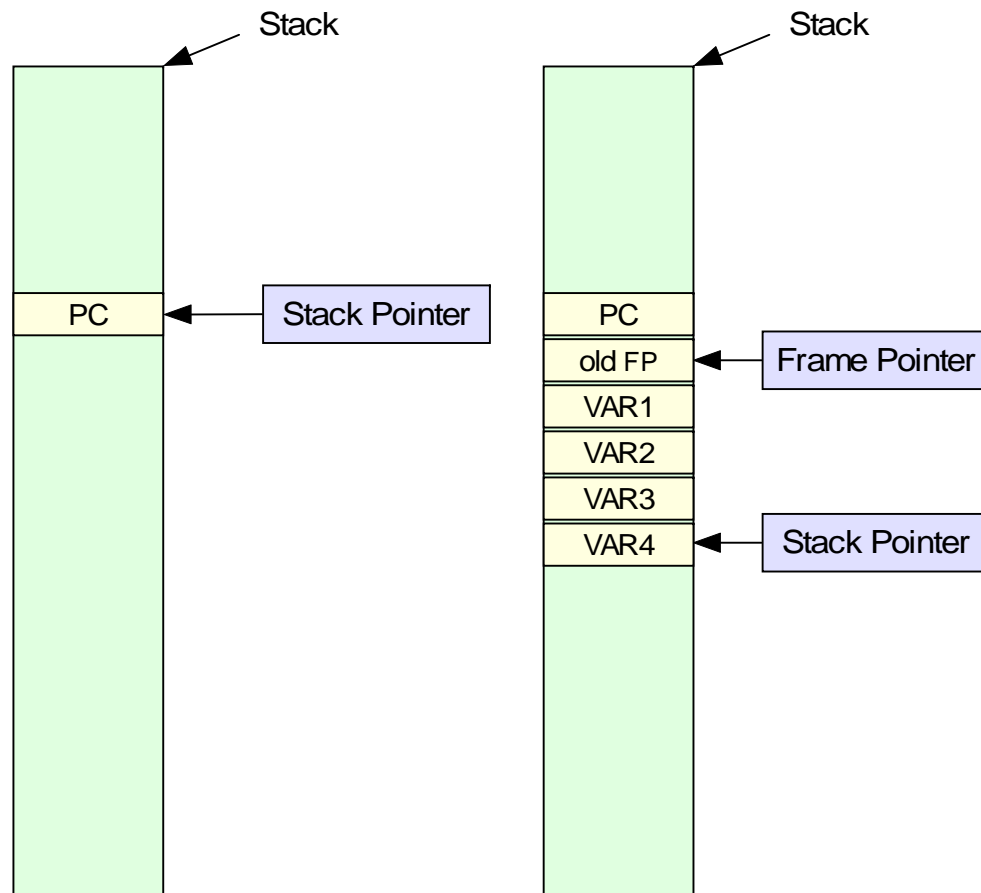 Stack
PC
Stack Pointer
Stack
PC
old FP
Frame Pointer
VAR1
VAR2
VAR3
VAR4
Stack Pointer